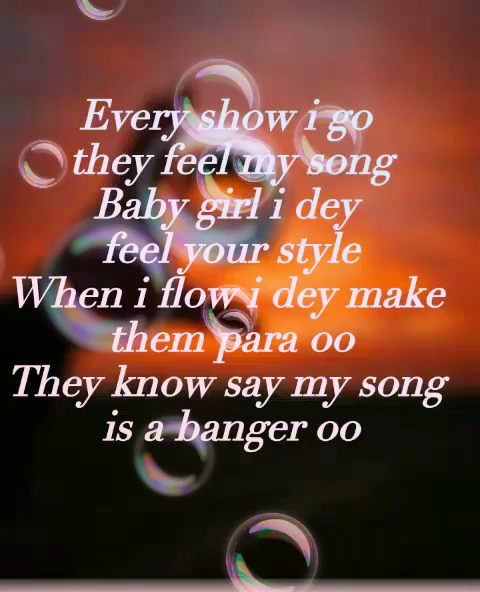 Every show i go
they feel my song
Baby girl i dey
feel your style
When i flow i dey make
them para oo
They know say my song
is a banger oo